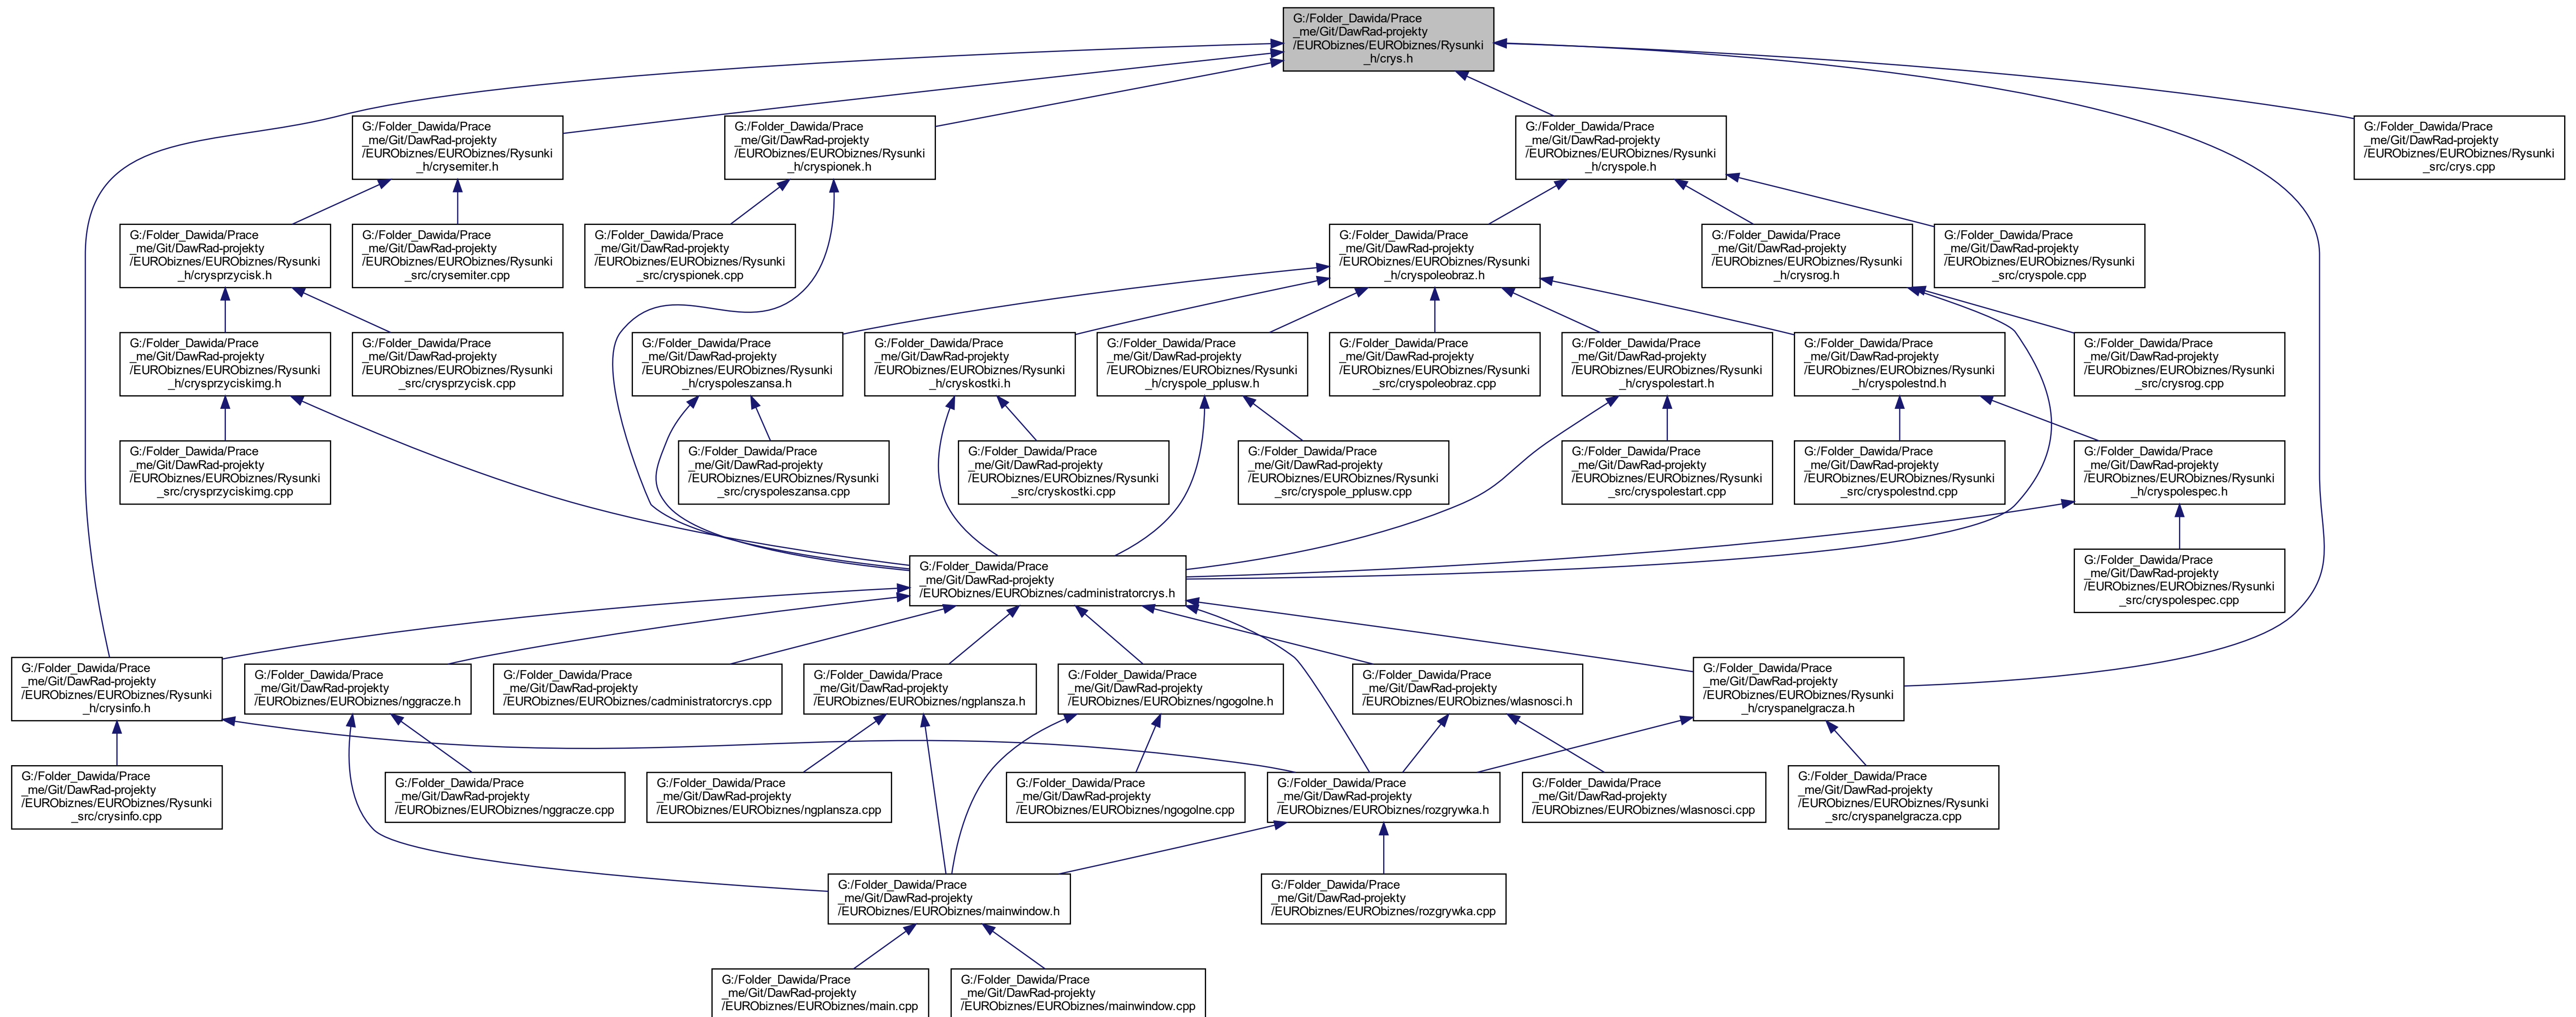 G:/Folder_Dawida/Prace
_me/Git/DawRad-projekty
/EURObiznes/EURObiznes/Rysunki
_h/crys.h
G:/Folder_Dawida/Prace
_me/Git/DawRad-projekty
/EURObiznes/EURObiznes/Rysunki
_h/crysemiter.h
G:/Folder_Dawida/Prace
_me/Git/DawRad-projekty
/EURObiznes/EURObiznes/Rysunki
_h/cryspionek.h
G:/Folder_Dawida/Prace
_me/Git/DawRad-projekty
/EURObiznes/EURObiznes/Rysunki
_h/cryspole.h
G:/Folder_Dawida/Prace
_me/Git/DawRad-projekty
/EURObiznes/EURObiznes/Rysunki
_src/crys.cpp
G:/Folder_Dawida/Prace
_me/Git/DawRad-projekty
/EURObiznes/EURObiznes/Rysunki
_h/crysprzycisk.h
G:/Folder_Dawida/Prace
_me/Git/DawRad-projekty
/EURObiznes/EURObiznes/Rysunki
_src/crysemiter.cpp
G:/Folder_Dawida/Prace
_me/Git/DawRad-projekty
/EURObiznes/EURObiznes/Rysunki
_src/cryspionek.cpp
G:/Folder_Dawida/Prace
_me/Git/DawRad-projekty
/EURObiznes/EURObiznes/Rysunki
_h/cryspoleobraz.h
G:/Folder_Dawida/Prace
_me/Git/DawRad-projekty
/EURObiznes/EURObiznes/Rysunki
_h/crysrog.h
G:/Folder_Dawida/Prace
_me/Git/DawRad-projekty
/EURObiznes/EURObiznes/Rysunki
_src/cryspole.cpp
G:/Folder_Dawida/Prace
_me/Git/DawRad-projekty
/EURObiznes/EURObiznes/Rysunki
_h/crysprzyciskimg.h
G:/Folder_Dawida/Prace
_me/Git/DawRad-projekty
/EURObiznes/EURObiznes/Rysunki
_src/crysprzycisk.cpp
G:/Folder_Dawida/Prace
_me/Git/DawRad-projekty
/EURObiznes/EURObiznes/Rysunki
_h/cryspoleszansa.h
G:/Folder_Dawida/Prace
_me/Git/DawRad-projekty
/EURObiznes/EURObiznes/Rysunki
_h/cryskostki.h
G:/Folder_Dawida/Prace
_me/Git/DawRad-projekty
/EURObiznes/EURObiznes/Rysunki
_h/cryspole_pplusw.h
G:/Folder_Dawida/Prace
_me/Git/DawRad-projekty
/EURObiznes/EURObiznes/Rysunki
_src/cryspoleobraz.cpp
G:/Folder_Dawida/Prace
_me/Git/DawRad-projekty
/EURObiznes/EURObiznes/Rysunki
_h/cryspolestart.h
G:/Folder_Dawida/Prace
_me/Git/DawRad-projekty
/EURObiznes/EURObiznes/Rysunki
_h/cryspolestnd.h
G:/Folder_Dawida/Prace
_me/Git/DawRad-projekty
/EURObiznes/EURObiznes/Rysunki
_src/crysrog.cpp
G:/Folder_Dawida/Prace
_me/Git/DawRad-projekty
/EURObiznes/EURObiznes/Rysunki
_src/crysprzyciskimg.cpp
G:/Folder_Dawida/Prace
_me/Git/DawRad-projekty
/EURObiznes/EURObiznes/Rysunki
_src/cryspoleszansa.cpp
G:/Folder_Dawida/Prace
_me/Git/DawRad-projekty
/EURObiznes/EURObiznes/Rysunki
_src/cryskostki.cpp
G:/Folder_Dawida/Prace
_me/Git/DawRad-projekty
/EURObiznes/EURObiznes/Rysunki
_src/cryspole_pplusw.cpp
G:/Folder_Dawida/Prace
_me/Git/DawRad-projekty
/EURObiznes/EURObiznes/Rysunki
_src/cryspolestart.cpp
G:/Folder_Dawida/Prace
_me/Git/DawRad-projekty
/EURObiznes/EURObiznes/Rysunki
_src/cryspolestnd.cpp
G:/Folder_Dawida/Prace
_me/Git/DawRad-projekty
/EURObiznes/EURObiznes/Rysunki
_h/cryspolespec.h
G:/Folder_Dawida/Prace
_me/Git/DawRad-projekty
/EURObiznes/EURObiznes/cadministratorcrys.h
G:/Folder_Dawida/Prace
_me/Git/DawRad-projekty
/EURObiznes/EURObiznes/Rysunki
_src/cryspolespec.cpp
G:/Folder_Dawida/Prace
_me/Git/DawRad-projekty
/EURObiznes/EURObiznes/Rysunki
_h/crysinfo.h
G:/Folder_Dawida/Prace
_me/Git/DawRad-projekty
/EURObiznes/EURObiznes/nggracze.h
G:/Folder_Dawida/Prace
_me/Git/DawRad-projekty
/EURObiznes/EURObiznes/cadministratorcrys.cpp
G:/Folder_Dawida/Prace
_me/Git/DawRad-projekty
/EURObiznes/EURObiznes/ngplansza.h
G:/Folder_Dawida/Prace
_me/Git/DawRad-projekty
/EURObiznes/EURObiznes/ngogolne.h
G:/Folder_Dawida/Prace
_me/Git/DawRad-projekty
/EURObiznes/EURObiznes/wlasnosci.h
G:/Folder_Dawida/Prace
_me/Git/DawRad-projekty
/EURObiznes/EURObiznes/Rysunki
_h/cryspanelgracza.h
G:/Folder_Dawida/Prace
_me/Git/DawRad-projekty
/EURObiznes/EURObiznes/Rysunki
_src/crysinfo.cpp
G:/Folder_Dawida/Prace
_me/Git/DawRad-projekty
/EURObiznes/EURObiznes/nggracze.cpp
G:/Folder_Dawida/Prace
_me/Git/DawRad-projekty
/EURObiznes/EURObiznes/ngplansza.cpp
G:/Folder_Dawida/Prace
_me/Git/DawRad-projekty
/EURObiznes/EURObiznes/ngogolne.cpp
G:/Folder_Dawida/Prace
_me/Git/DawRad-projekty
/EURObiznes/EURObiznes/rozgrywka.h
G:/Folder_Dawida/Prace
_me/Git/DawRad-projekty
/EURObiznes/EURObiznes/wlasnosci.cpp
G:/Folder_Dawida/Prace
_me/Git/DawRad-projekty
/EURObiznes/EURObiznes/Rysunki
_src/cryspanelgracza.cpp
G:/Folder_Dawida/Prace
_me/Git/DawRad-projekty
/EURObiznes/EURObiznes/mainwindow.h
G:/Folder_Dawida/Prace
_me/Git/DawRad-projekty
/EURObiznes/EURObiznes/rozgrywka.cpp
G:/Folder_Dawida/Prace
_me/Git/DawRad-projekty
/EURObiznes/EURObiznes/main.cpp
G:/Folder_Dawida/Prace
_me/Git/DawRad-projekty
/EURObiznes/EURObiznes/mainwindow.cpp